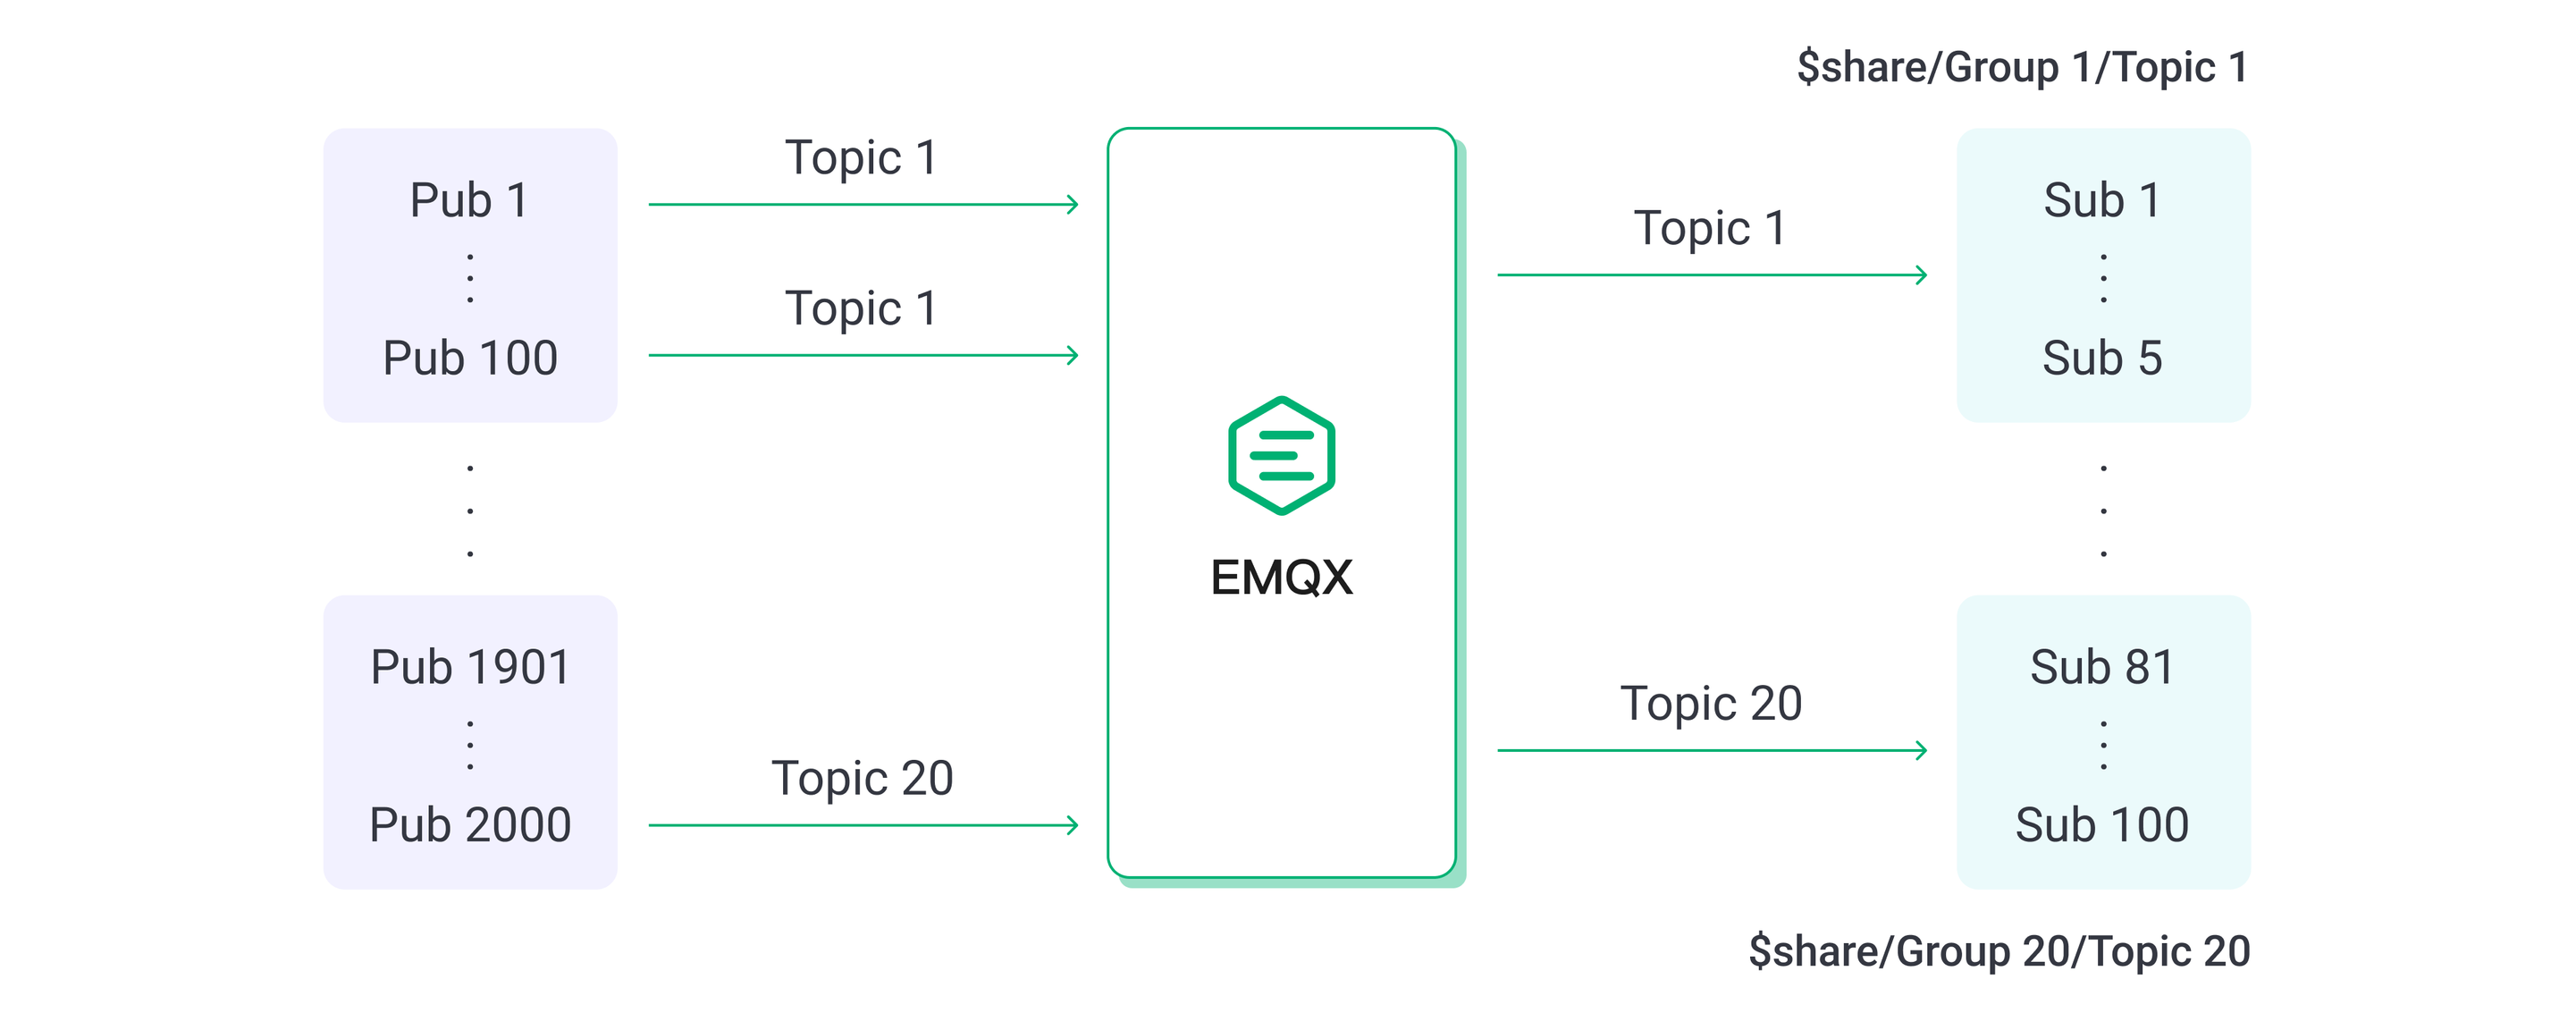 $share/Group 1/Topic 1
Pub 1
Pub 100
Topic 1
Topic 1
Topic 1
Sub 1
Sub 5
EMQX
Pub 1901
Pub 2000
Topic 20
Topic 20
Sub 81
Sub 100
$share/Group 20/Topic 20